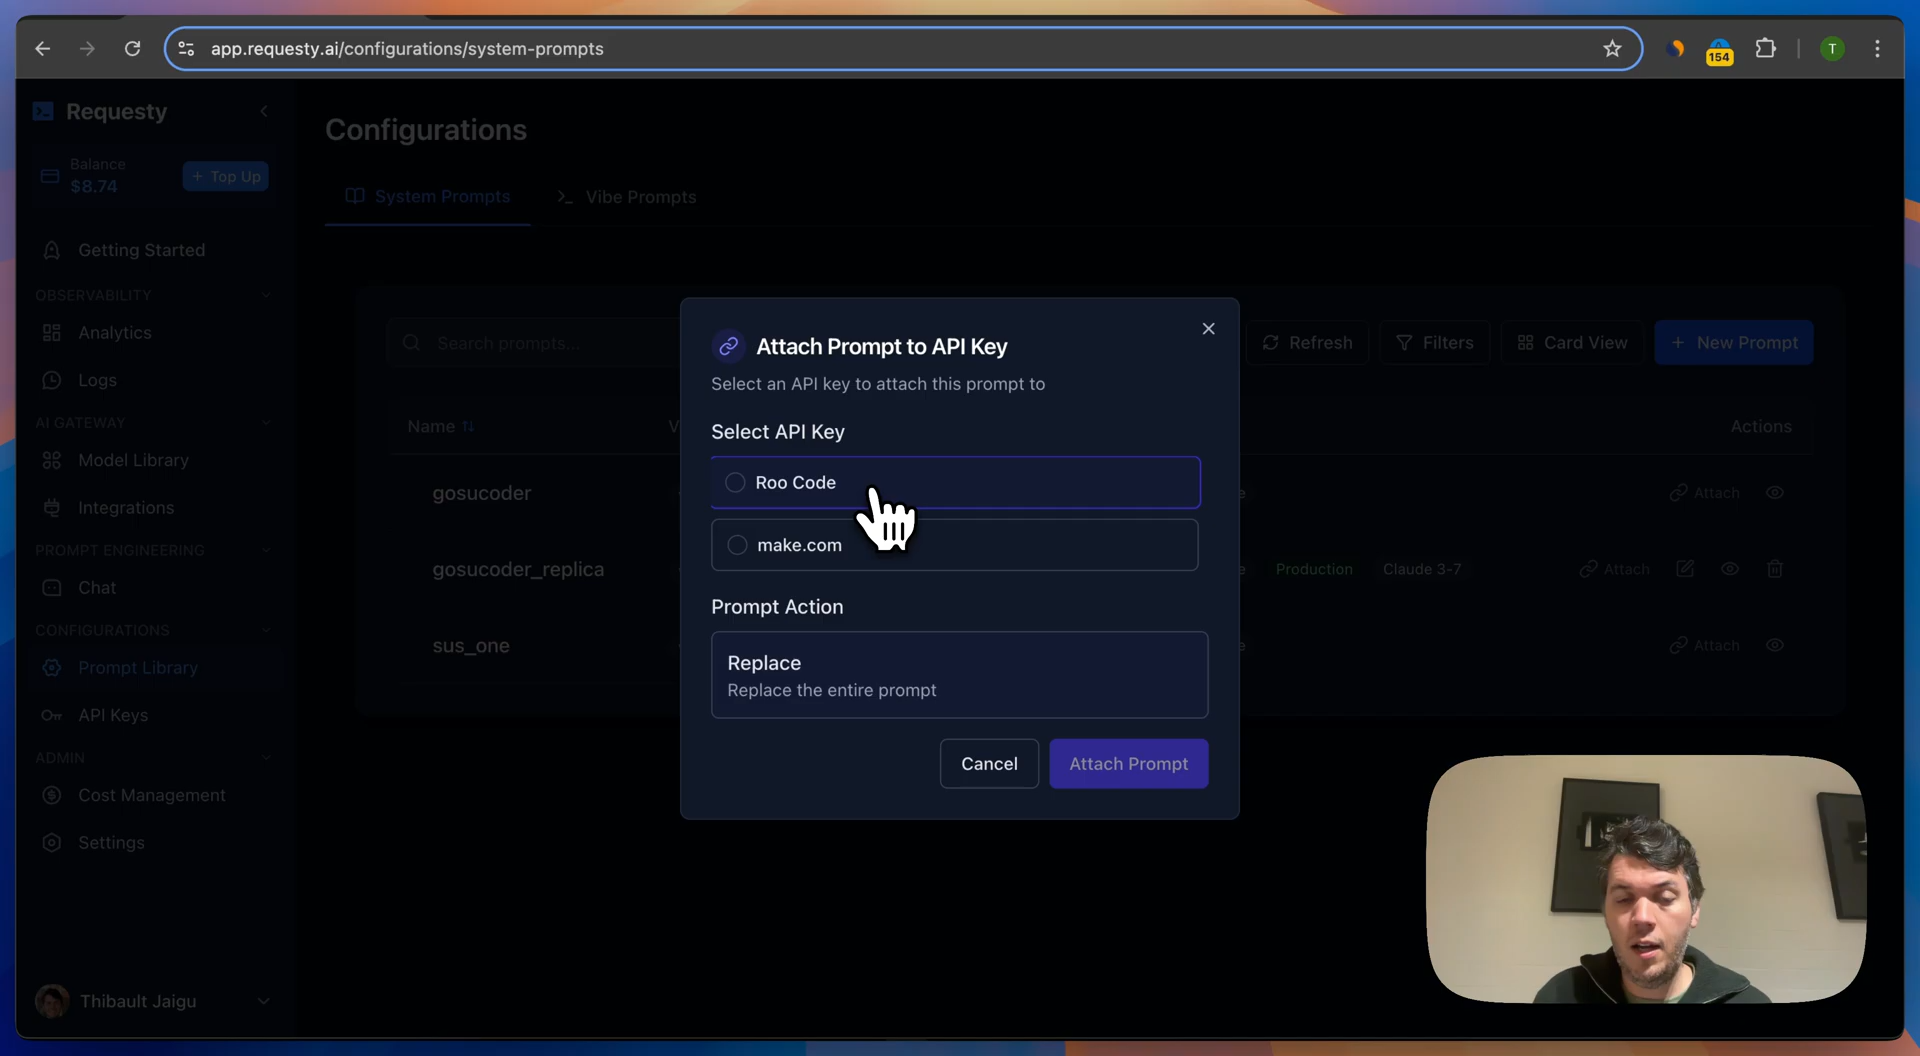 app.requesty.ai/configurations/system-prompts
154
T
Requesty
Balance
$8.74
+ Top Up
Getting Started
OBSERVABILITY
Analytics
Logs
AI GATEWAY
Model Library
Integrations
PROMPT ENGINEERING
Chat
CONFIGURATIONS
Prompt Library
API Keys
ADMIN
Cost Management
Settings
Thibault Jaigu
Configurations
System Prompts
Vibe Prompts
Search prompts...
Refresh
Filters
Card View
+ New Prompt
Name
V
Actions
gosucoder
e
Attach
gosucoder_replica
e
Production
Claude 3-7
Attach
sus_one
e
Attach
Attach Prompt to API Key
Select an API key to attach this prompt to
Select API Key
Roo Code
make.com
Prompt Action
Replace
Replace the entire prompt
Cancel
Attach Prompt